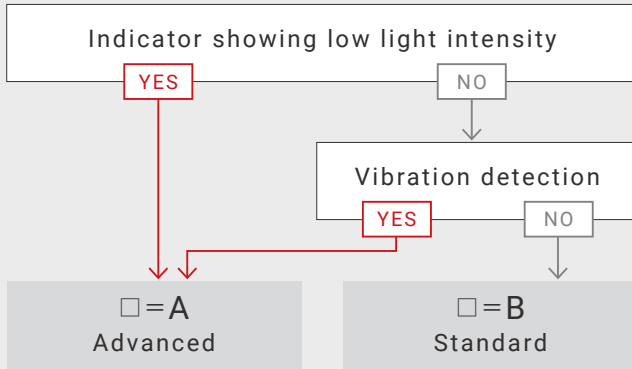 Indicator showing low light intensity
YES
NO
Vibration detection
YES
NO
□=A
Advanced
□=B
Standard